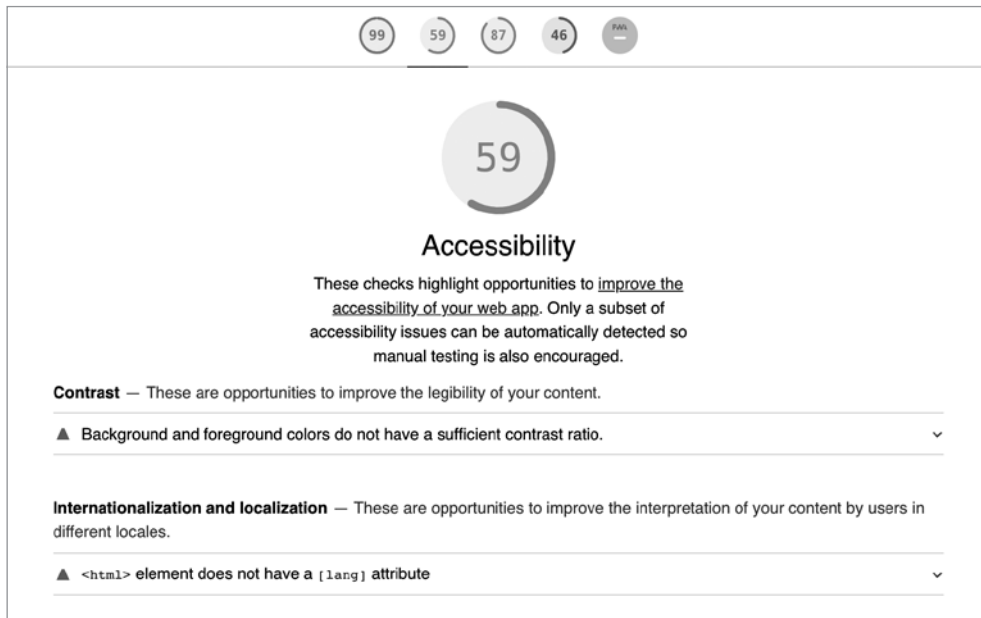 99 59 87 46 PWA
59
Accessibility
These checks highlight opportunities to improve the
accessibility of your web app. Only a subset of
accessibility issues can be automatically detected so
manual testing is also encouraged.
Contrast — These are opportunities to improve the legibility of your content.
Background and foreground colors do not have a sufficient contrast ratio.
Internationalization and localization — These are opportunities to improve the interpretation of your content by users in
different locales.
<html> element does not have a [lang] attribute